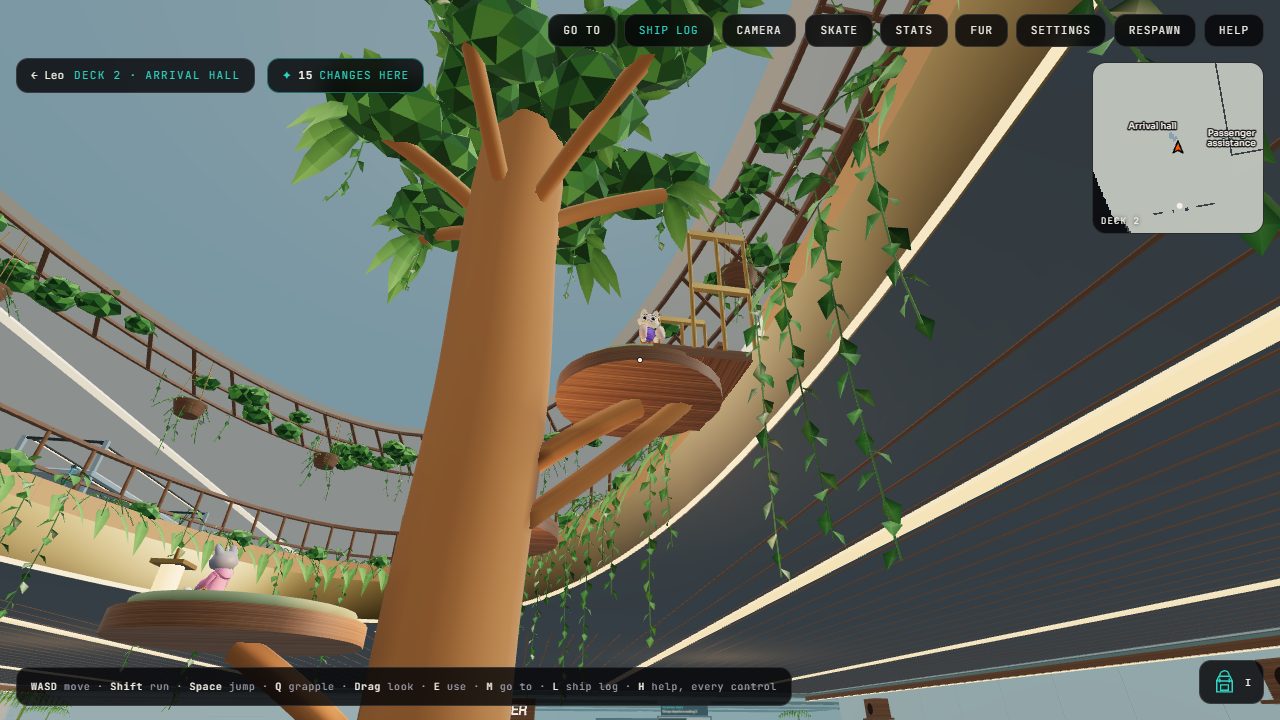 GO TO
SHIP LOG
CAMERA
SKATE
STATS
FUR
SETTINGS
RESPAWN
HELP
← Leo DECK 2 · ARRIVAL HALL
✦ 15 CHANGES HERE
Arrival hall
Passenger
assistance
DECK 2
WASD move · Shift run · Space jump · Q grapple · Drag look · E use · M go to · L ship log · H help, every control
I